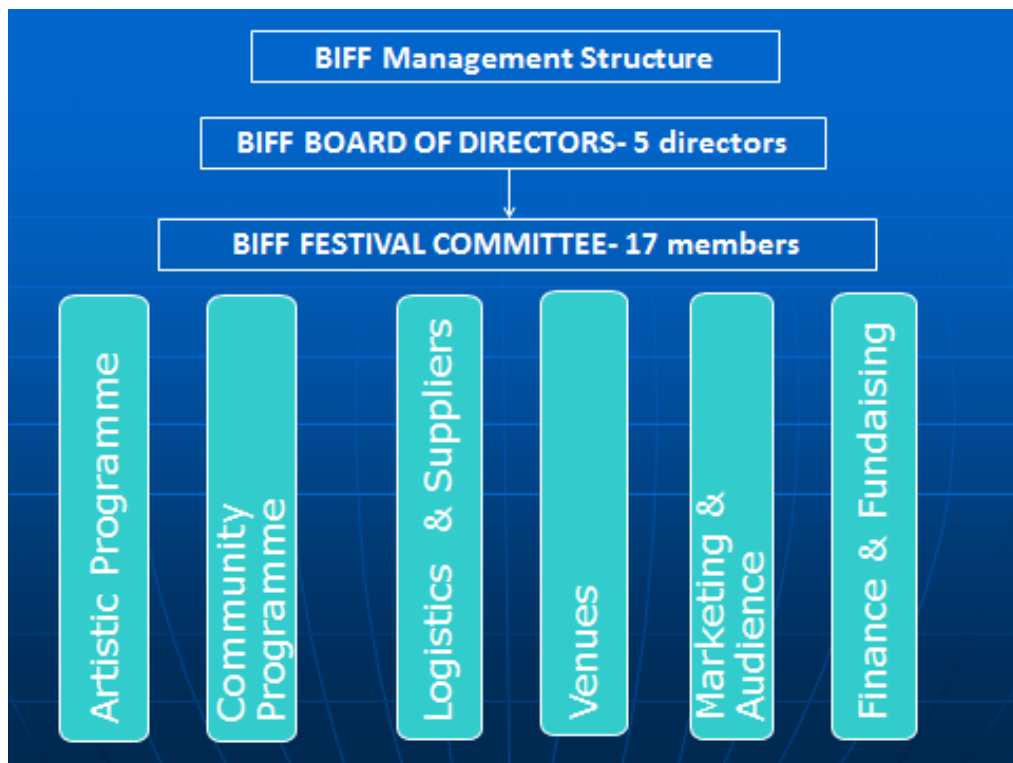 BIFF Management Structure
BIFF BOARD OF DIRECTORS- 5 directors
BIFF FESTIVAL COMMITTEE- 17 members
Artistic Programme
Community
Programme
Logistics & Suppliers
Venues
Marketing &
Audience
Finance & Fundaising